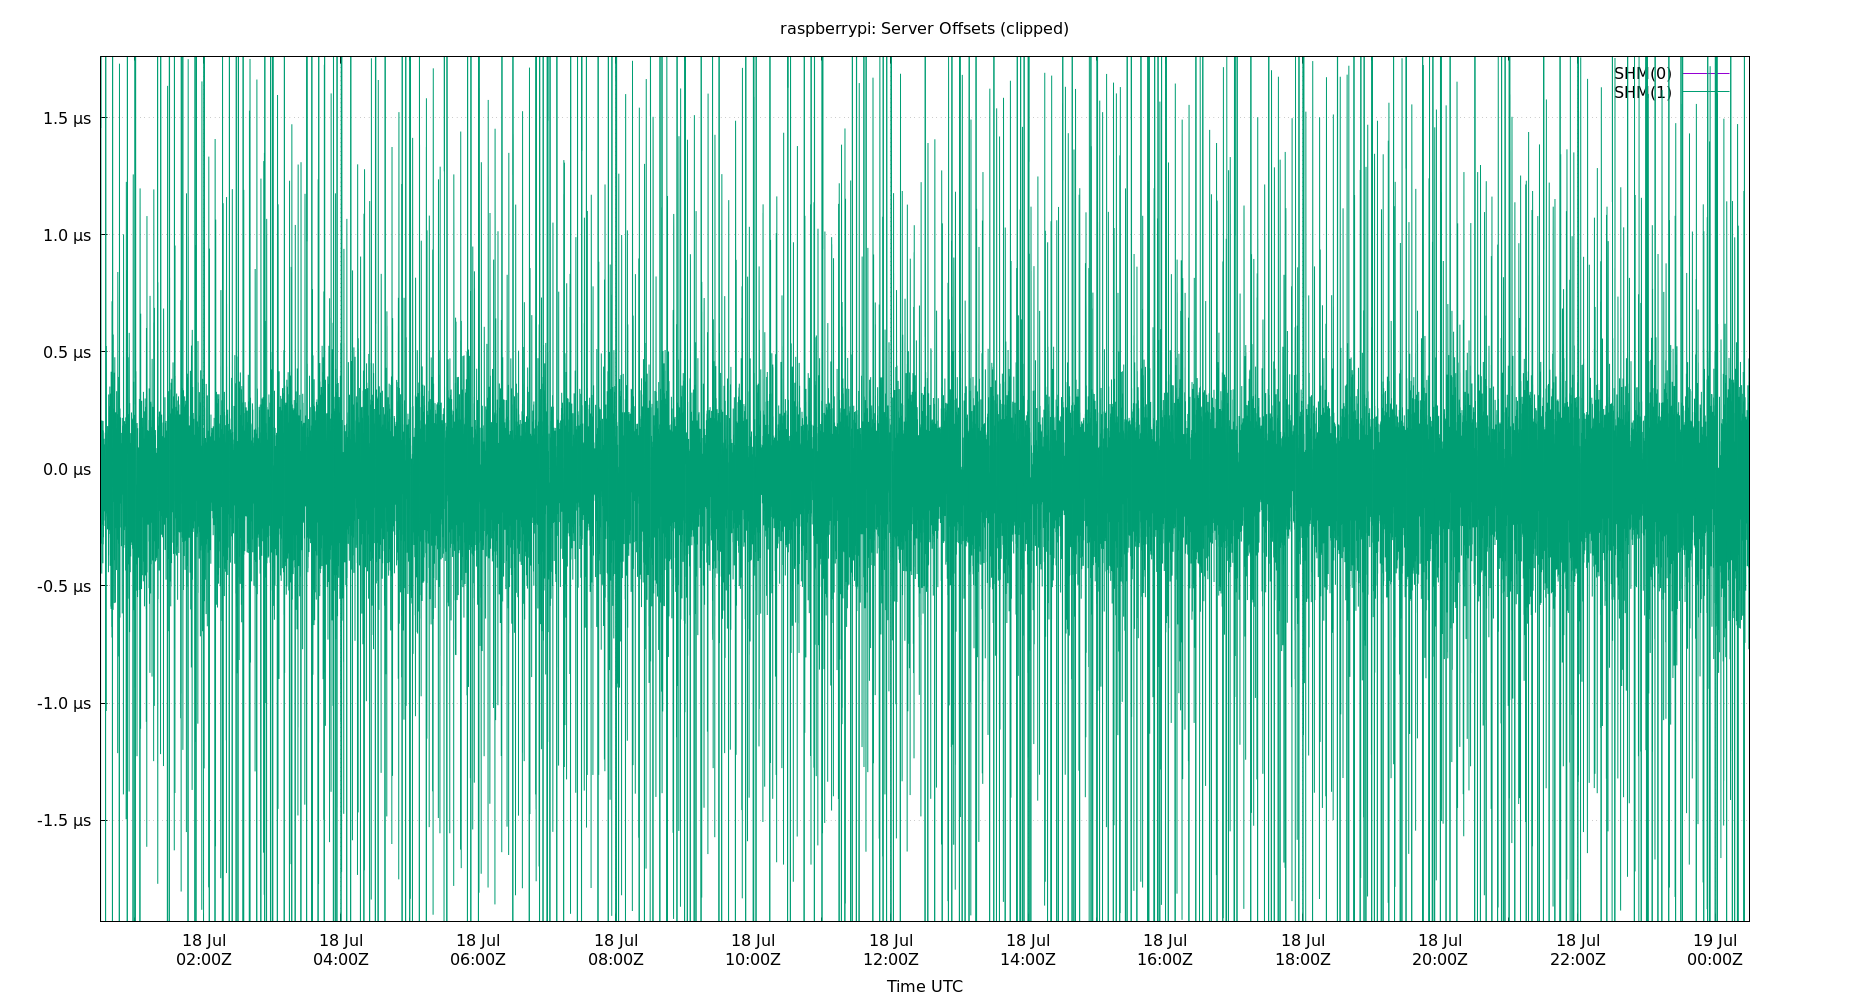 raspberrypi: Server Offsets (clipped)
SHM(0)
SHM(1)
1.5 µs
1.0 µs
0.5 µs
0.0 µs
-0.5 µs
-1.0 µs
-1.5 µs
18 Jul 18 Jul 18 Jul 18 Jul 18 Jul 18 Jul 18 Jul 18 Jul 18 Jul 18 Jul 18 Jul 19 Jul
02:00Z 04:00Z 06:00Z 08:00Z 10:00Z 12:00Z 14:00Z 16:00Z 18:00Z 20:00Z 22:00Z 00:00Z
Time UTC